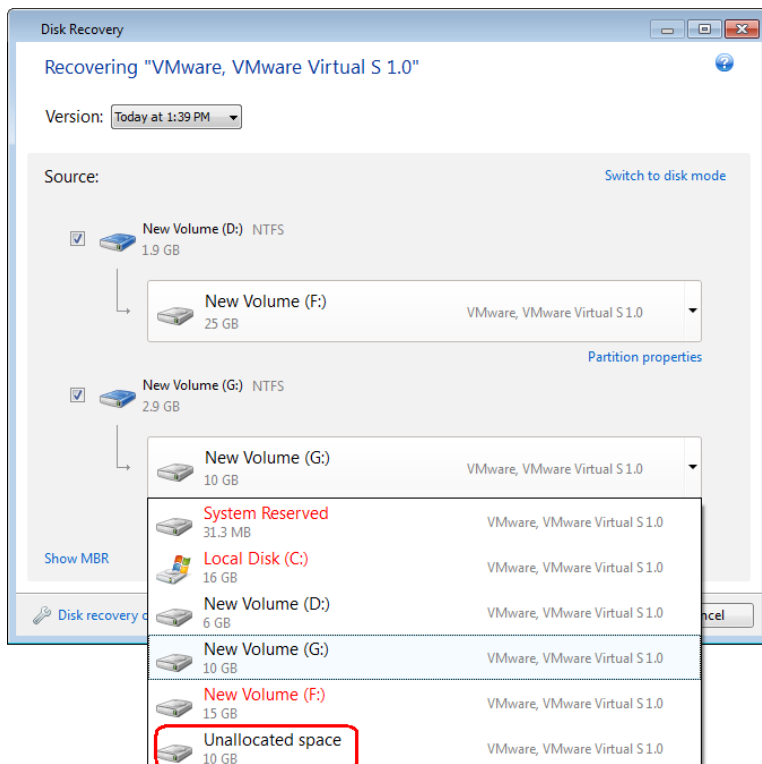 Disk Recovery
Recovering "VMware, VMware Virtual S 1.0"
Version: Today at 1:39 PM
Source:
Switch to disk mode
New Volume (D:) NTFS
1.9 GB
New Volume (F:)
25 GB
VMware, VMware Virtual S 1.0
Partition properties
New Volume (G:) NTFS
2.9 GB
New Volume (G:)
10 GB
VMware, VMware Virtual S 1.0
System Reserved
31.3 MB
VMware, VMware Virtual S 1.0
Show MBR
Local Disk (C:)
16 GB
VMware, VMware Virtual S 1.0
Disk recovery
New Volume (D:)
6 GB
VMware, VMware Virtual S 1.0
ncel
New Volume (G:)
10 GB
VMware, VMware Virtual S 1.0
New Volume (F:)
15 GB
VMware, VMware Virtual S 1.0
Unallocated space
10 GB
VMware, VMware Virtual S 1.0